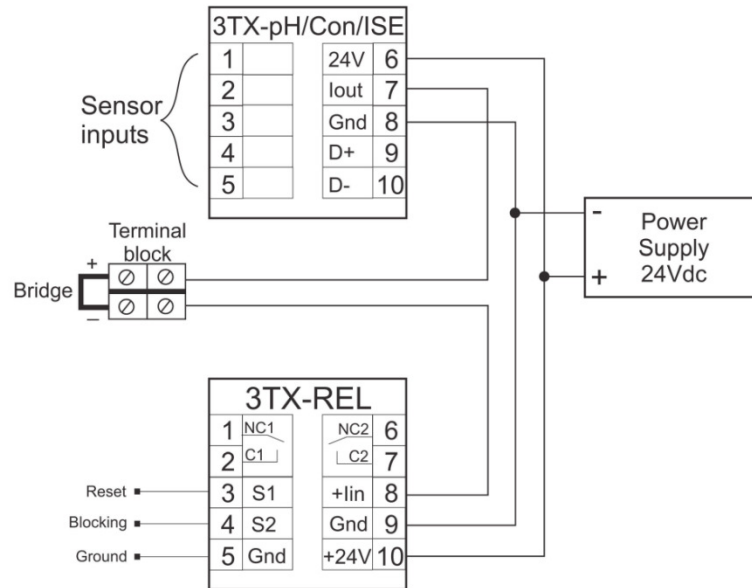 3TX-pH/Con/ISE
1 24V 6
2 Iout 7
3 Gnd 8
4 D+ 9
5 D- 10
Sensor
inputs
Terminal
block
+
Bridge
–
-
Power
Supply
24Vdc
+
3TX-REL
1 NC1 NC2 6
2 C1 C2 7
Reset 3 S1 +Iin 8
Blocking 4 S2 Gnd 9
Ground 5 Gnd +24V 10